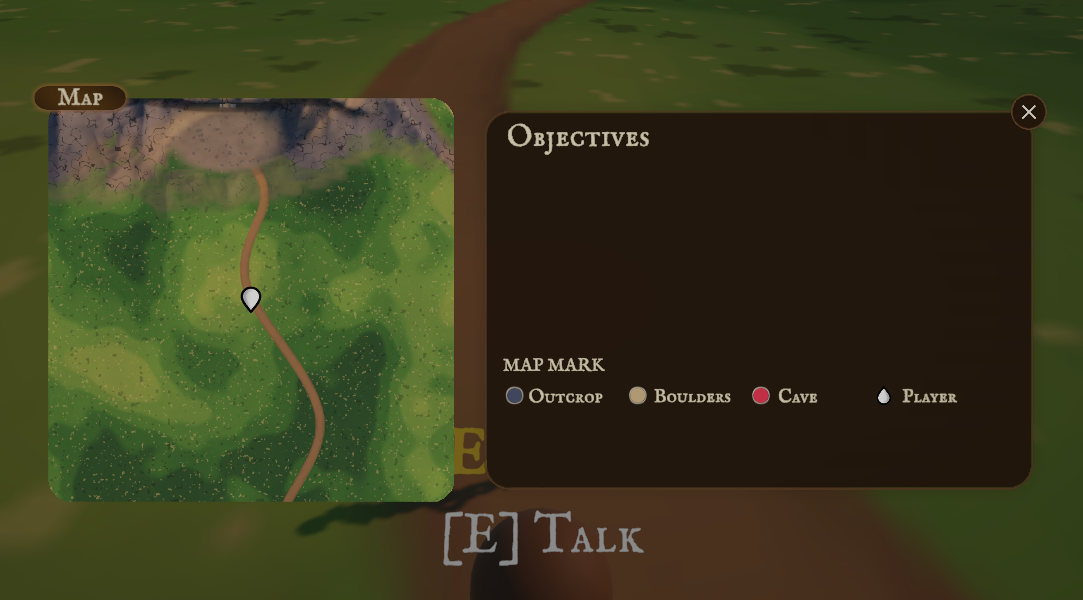 Map
Objectives
MAP MARK
Outcrop Boulders Cave Player
E
[E] Talk